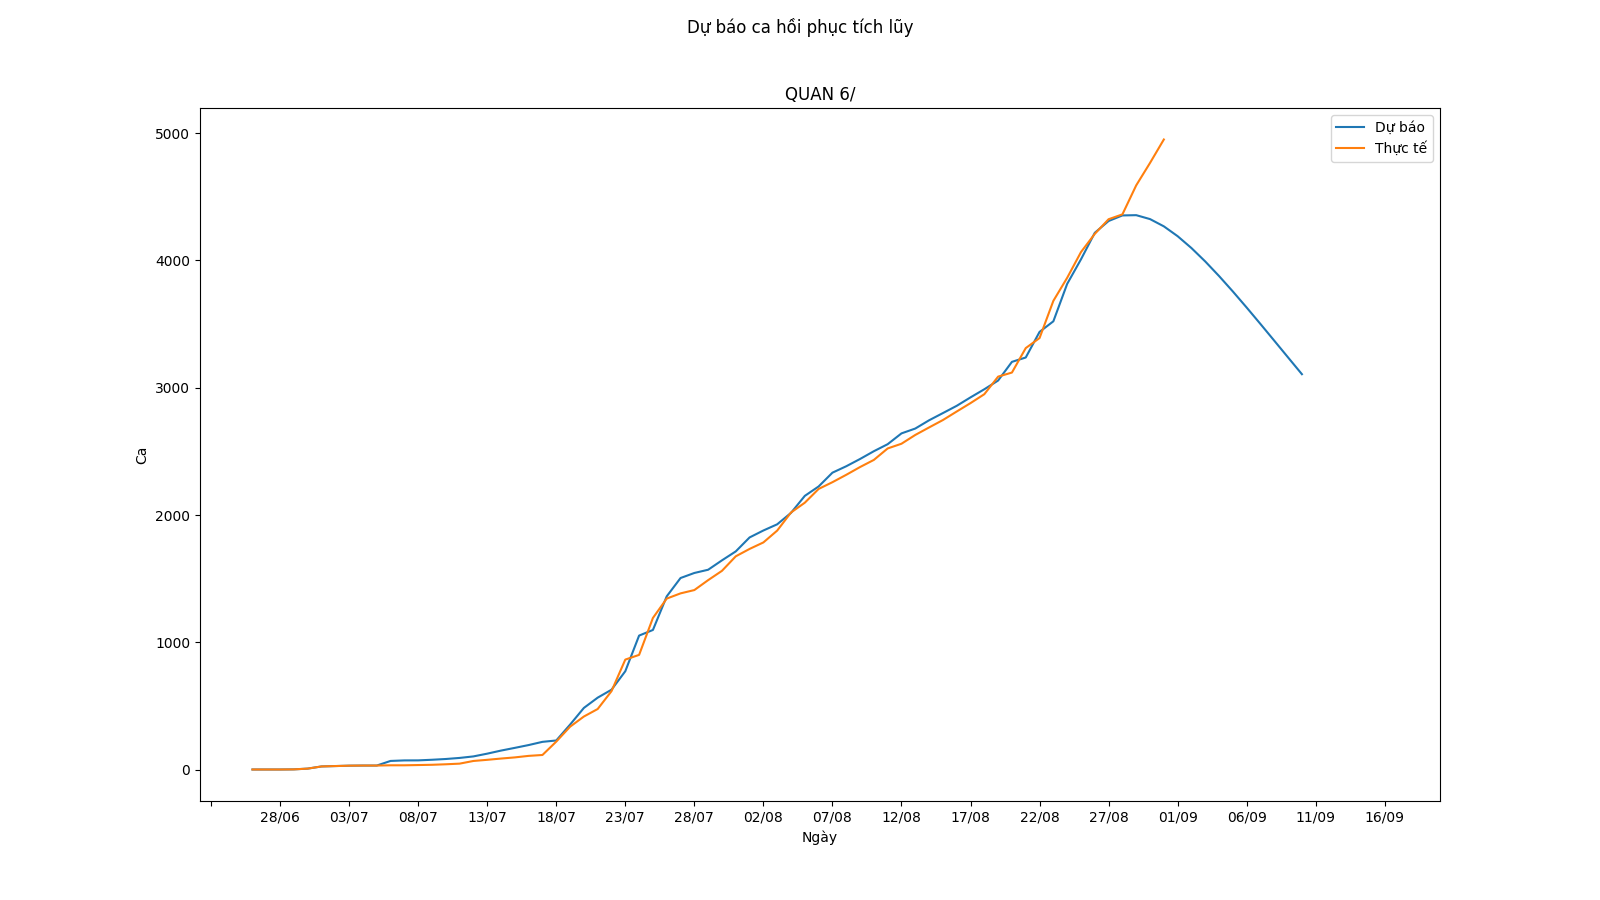 Dự báo ca hồi phục tích lũy
QUAN 6/
Dự báo
Thực tế
5000
4000
3000
2000
1000
0
Ca
28/06 03/07 08/07 13/07 18/07 23/07 28/07 02/08 07/08 12/08 17/08 22/08 27/08 01/09 06/09 11/09 16/09
Ngày